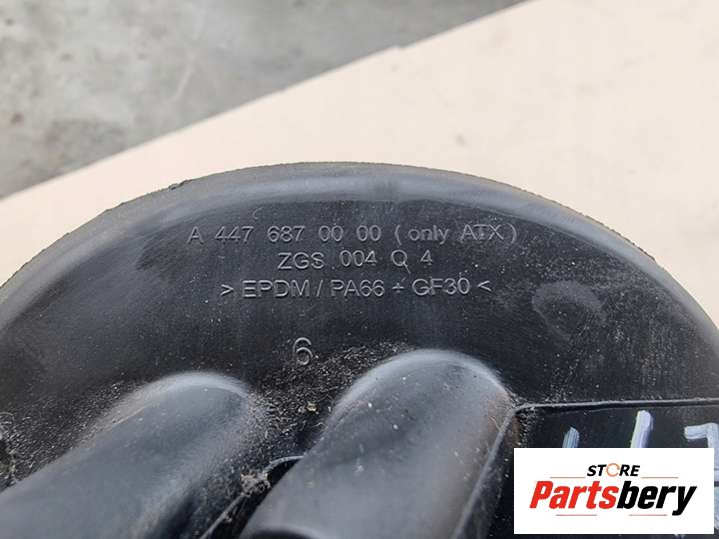 A 447 687 00 00 (only ATX)
ZGS 004 Q 4
> EPDM / PA66 - GF30 <
6
STORE
Partsbery